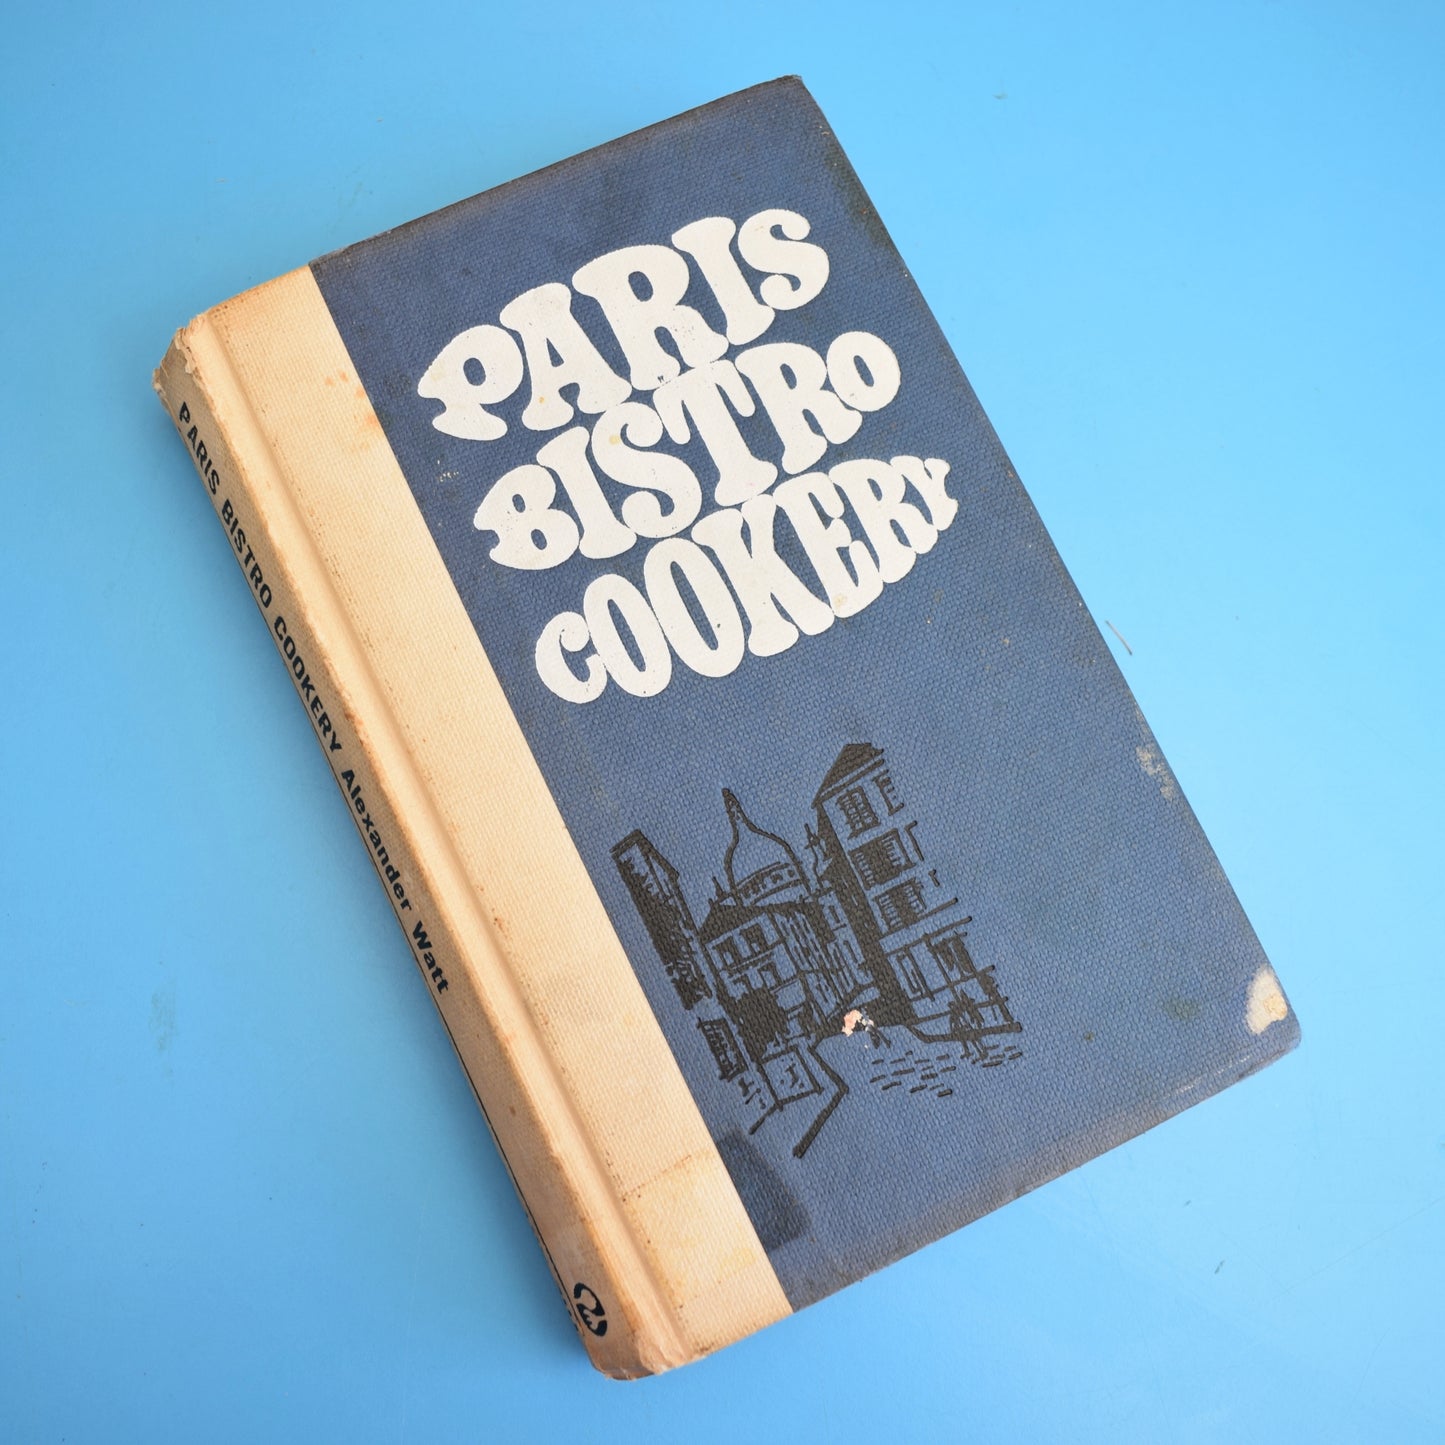 PARIS
BISTRO
COOKERY
PARIS BISTRO COOKERY Alexander Watt